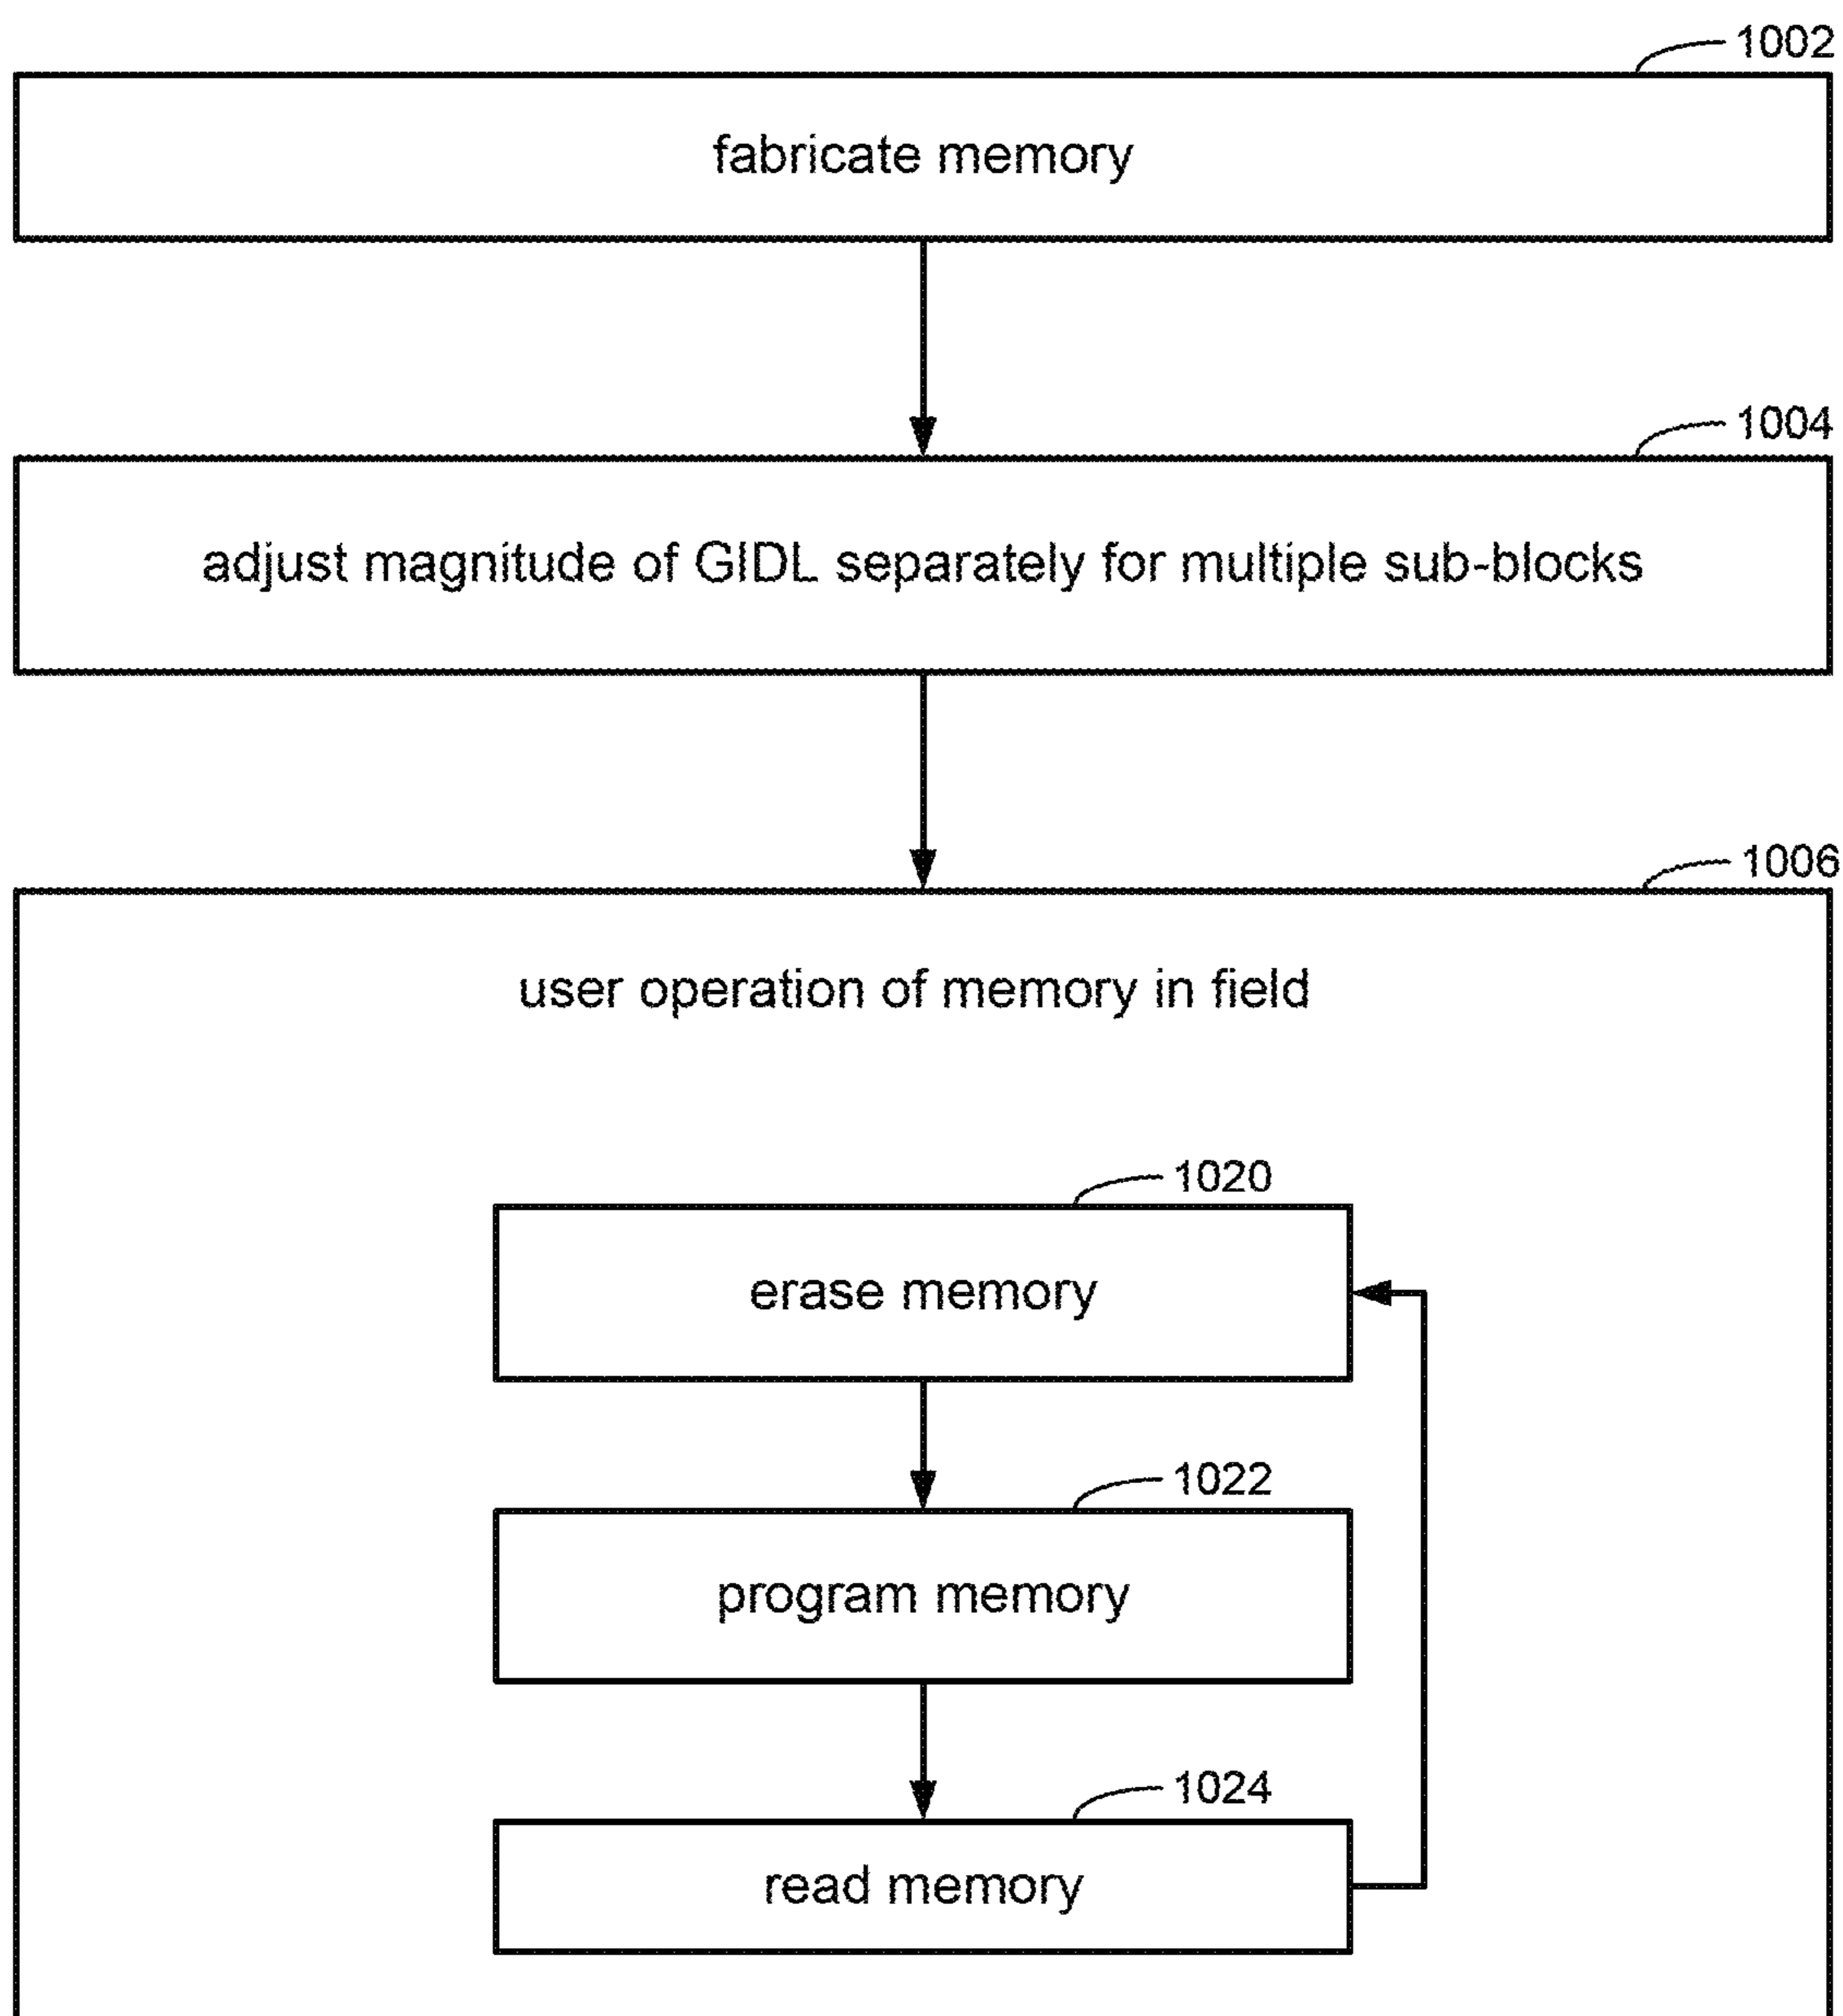 1002
fabricate memory
1004
adjust magnitude of GIDL separately for multiple sub-blocks
1006
user operation of memory in field
1020
erase memory
1022
program memory
1024
read memory